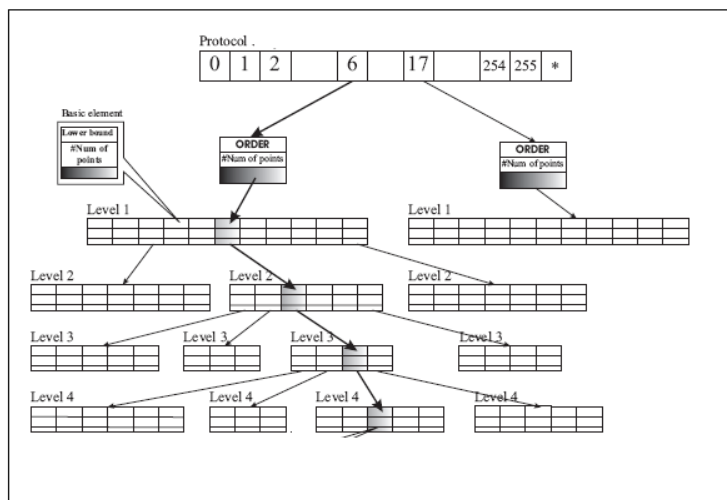 Protocol .
0 1 2 6 17 254 255 *
Basic element
Lower bound
#Num of
points
ORDER
#Num of points
ORDER
#Num of points
Level 1
Level 1
Level 2
Level 2
Level 2
Level 3
Level 3
Level 3
Level 3
Level 4
Level 4
Level 4
Level 4